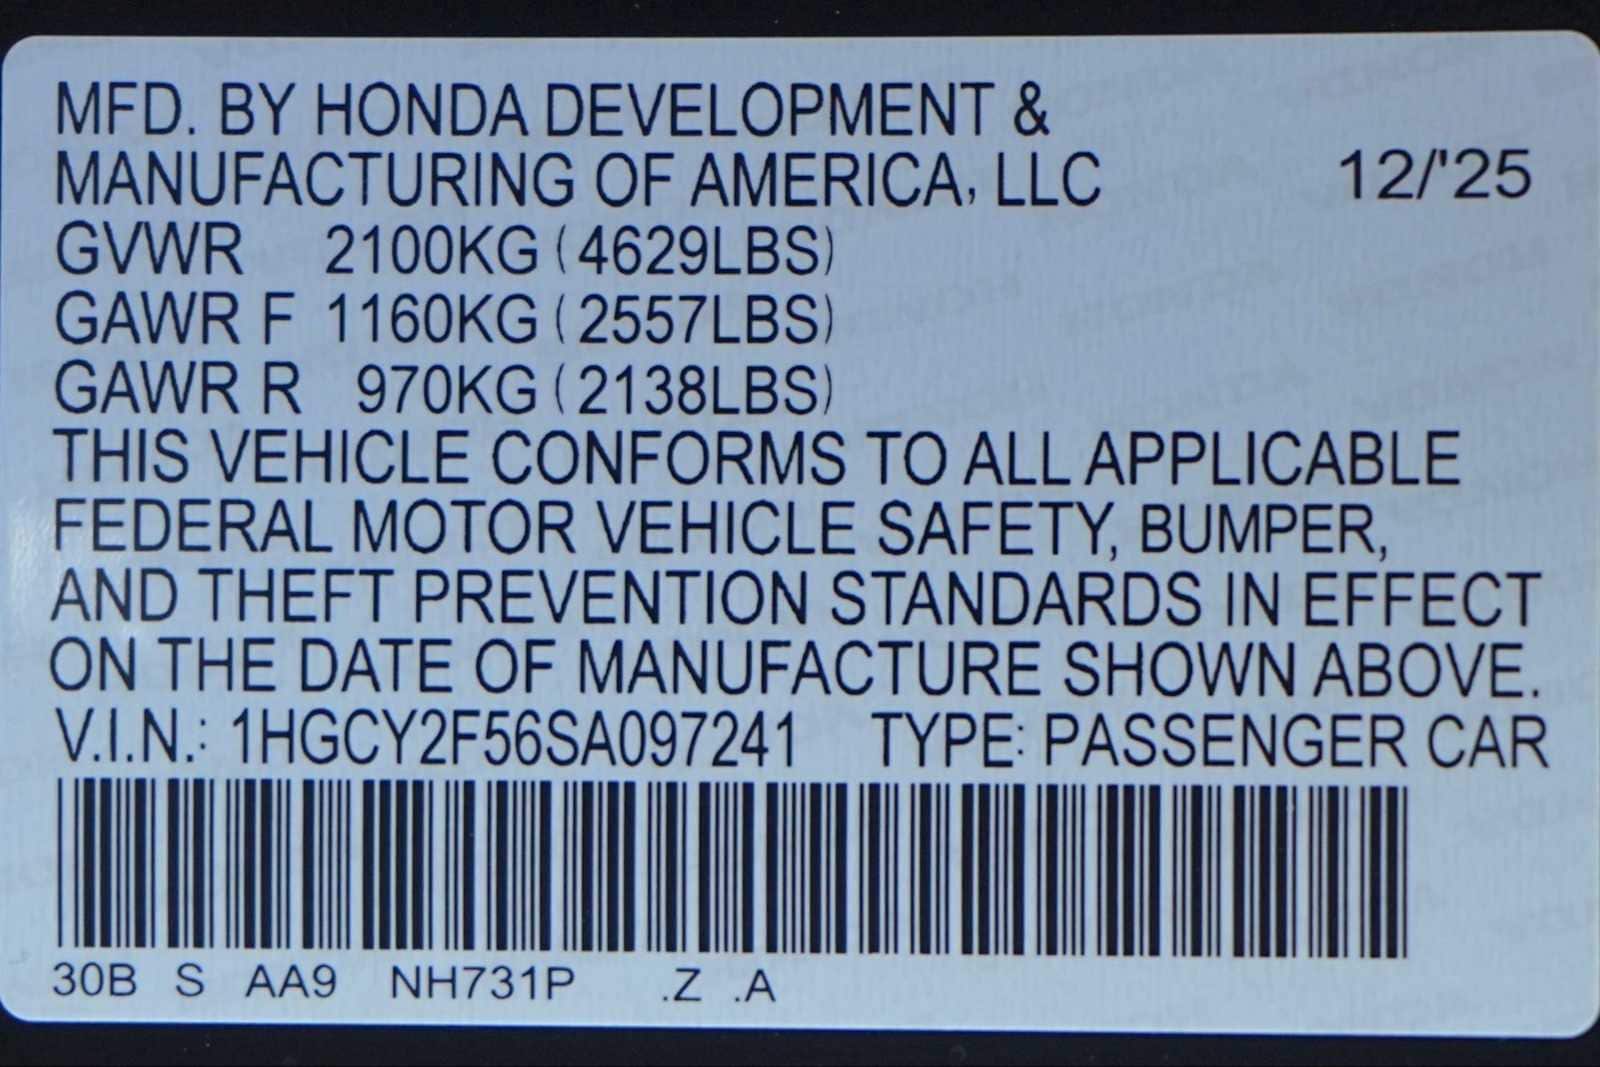 MFD. BY HONDA DEVELOPMENT &
MANUFACTURING OF AMERICA, LLC 12/'25
GVWR 2100KG (4629LBS)
GAWR F 1160KG (2557LBS)
GAWR R 970KG (2138LBS)
THIS VEHICLE CONFORMS TO ALL APPLICABLE
FEDERAL MOTOR VEHICLE SAFETY, BUMPER,
AND THEFT PREVENTION STANDARDS IN EFFECT
ON THE DATE OF MANUFACTURE SHOWN ABOVE.
V.I.N.: 1HGCY2F56SA097241 TYPE: PASSENGER CAR
30B S AA9 NH731P .Z .A